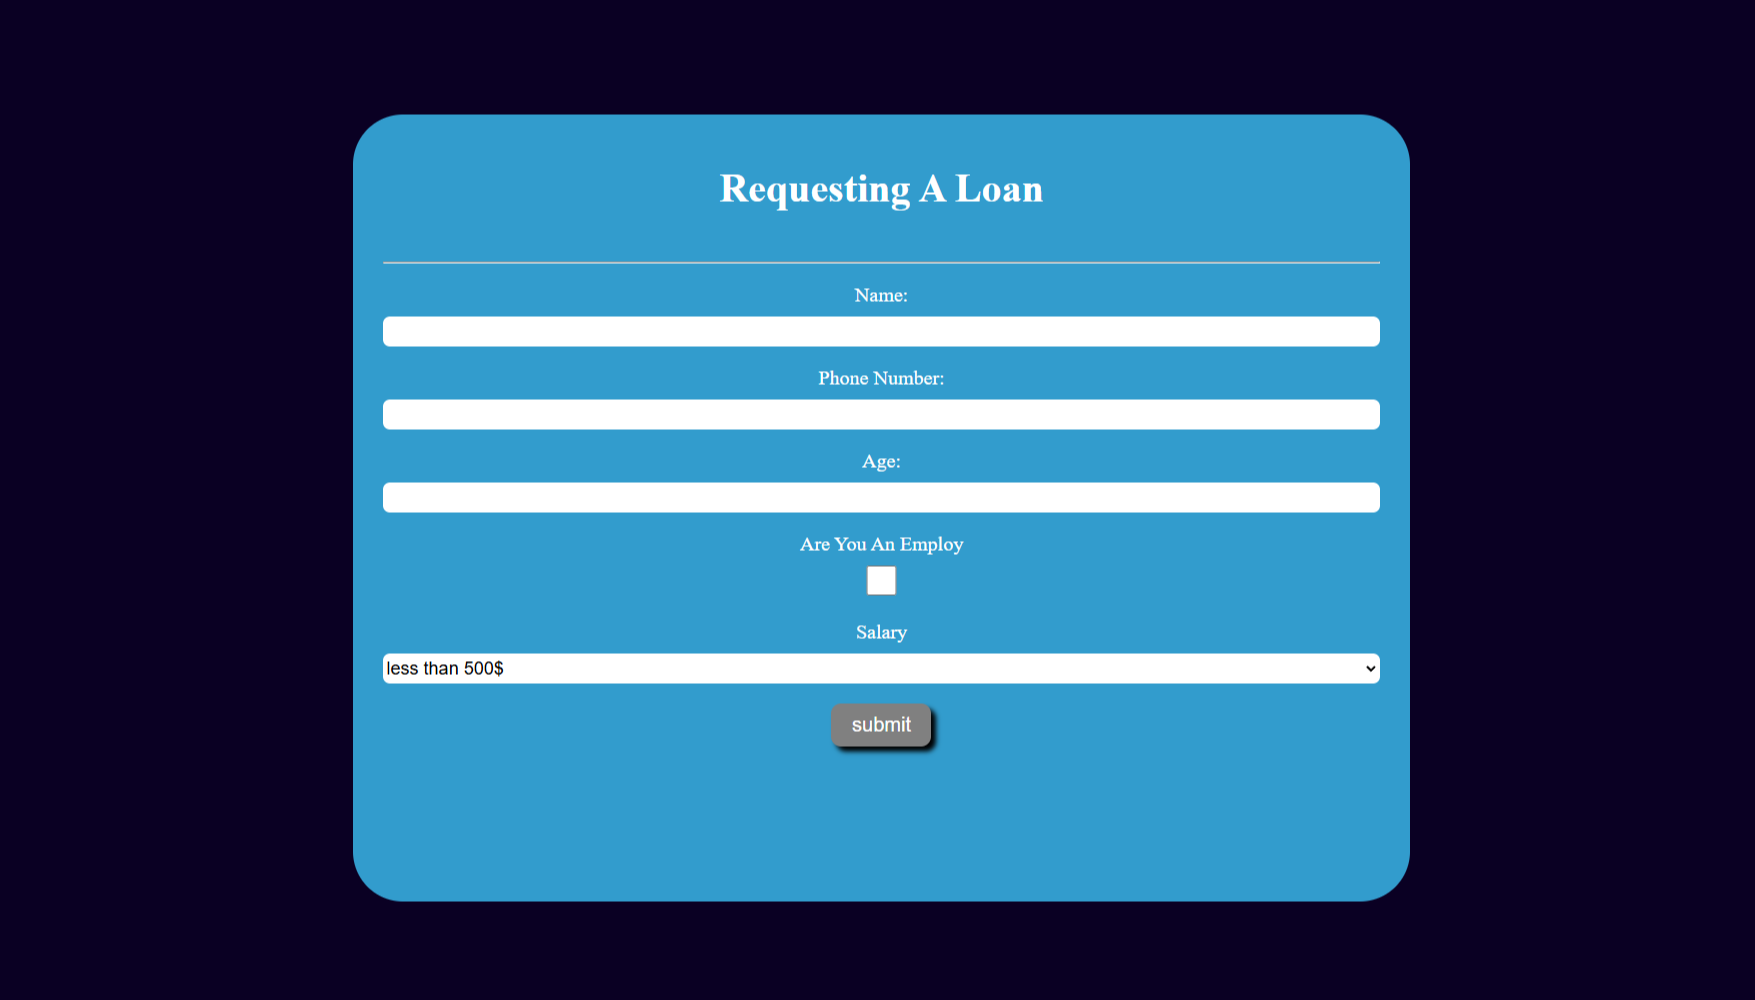 Requesting A Loan
Name:
Phone Number:
Age:
Are You An Employ
Salary
less than 500$
submit